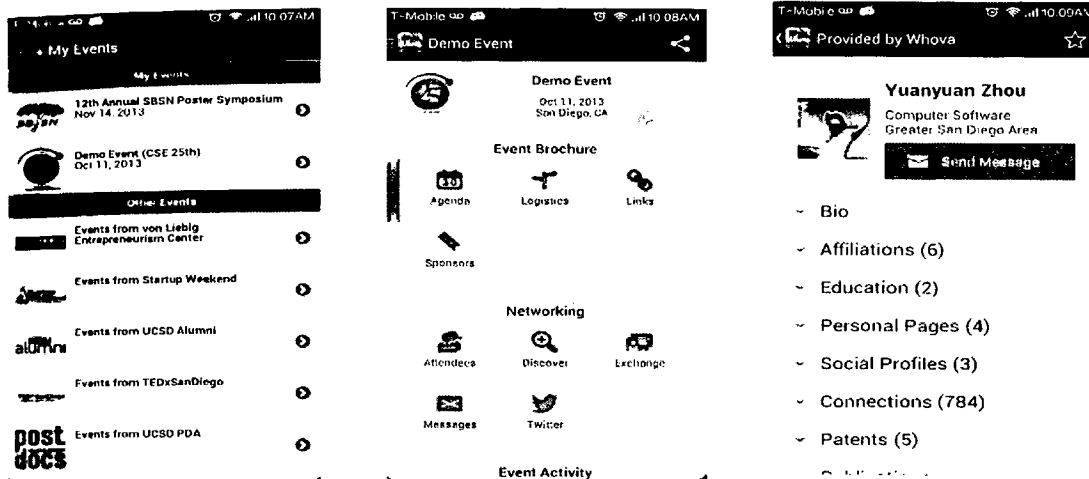 10:07AM
My Events
My Events
12th Annual SBSN Poster Symposium
Nov 14, 2013
Demo Event (CSE 25th)
Oct 11, 2013
Other Events
Events from von Liebig
Entrepreneurism Center
Events from Startup Weekend
alumni
Events from UCSD Alumni
Events from TEDxSanDiego
post
docs
Events from UCSD PDA
T-Mobile 10:08AM
Demo Event
Demo Event
Oct 11, 2013
San Diego, CA
Event Brochure
30
Agenda
Logistics
Links
Sponsors
Networking
Attendees
Discover
Exchange
Messages
Twitter
Event Activity
T-Mobile 10:09AM
Provided by Whova
Yuanyuan Zhou
Computer Software
Greater San Diego Area
Send Message
Bio
Affiliations (6)
Education (2)
Personal Pages (4)
Social Profiles (3)
Connections (784)
Patents (5)